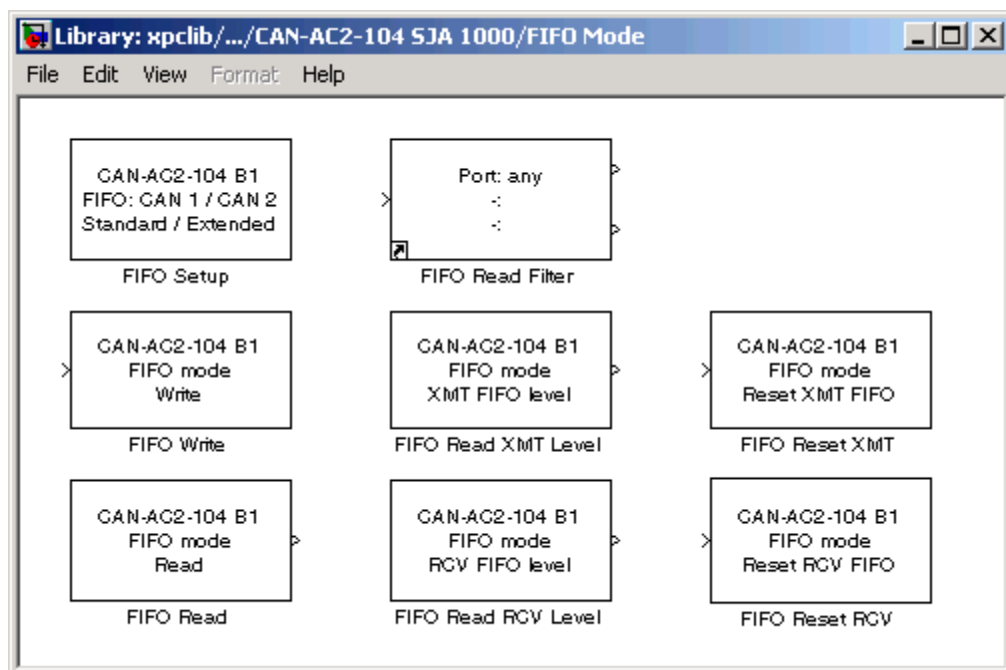 Library: xpclib/.../CAN-AC2-104 SJA 1000/FIFO Mode
File Edit View Format Help
CAN-AC2-104 B1
FIFO: CAN 1 / CAN 2
Standard / Extended
FIFO Setup
Port: any
-:
-:
FIFO Read Filter
CAN-AC2-104 B1
FIFO mode
Write
FIFO Write
CAN-AC2-104 B1
FIFO mode
XMT FIFO level
FIFO Read XMT Level
CAN-AC2-104 B1
FIFO mode
Reset XMT FIFO
FIFO Reset XMT
CAN-AC2-104 B1
FIFO mode
Read
FIFO Read
CAN-AC2-104 B1
FIFO mode
RCV FIFO level
FIFO Read RCV Level
CAN-AC2-104 B1
FIFO mode
Reset RCV FIFO
FIFO Reset RCV